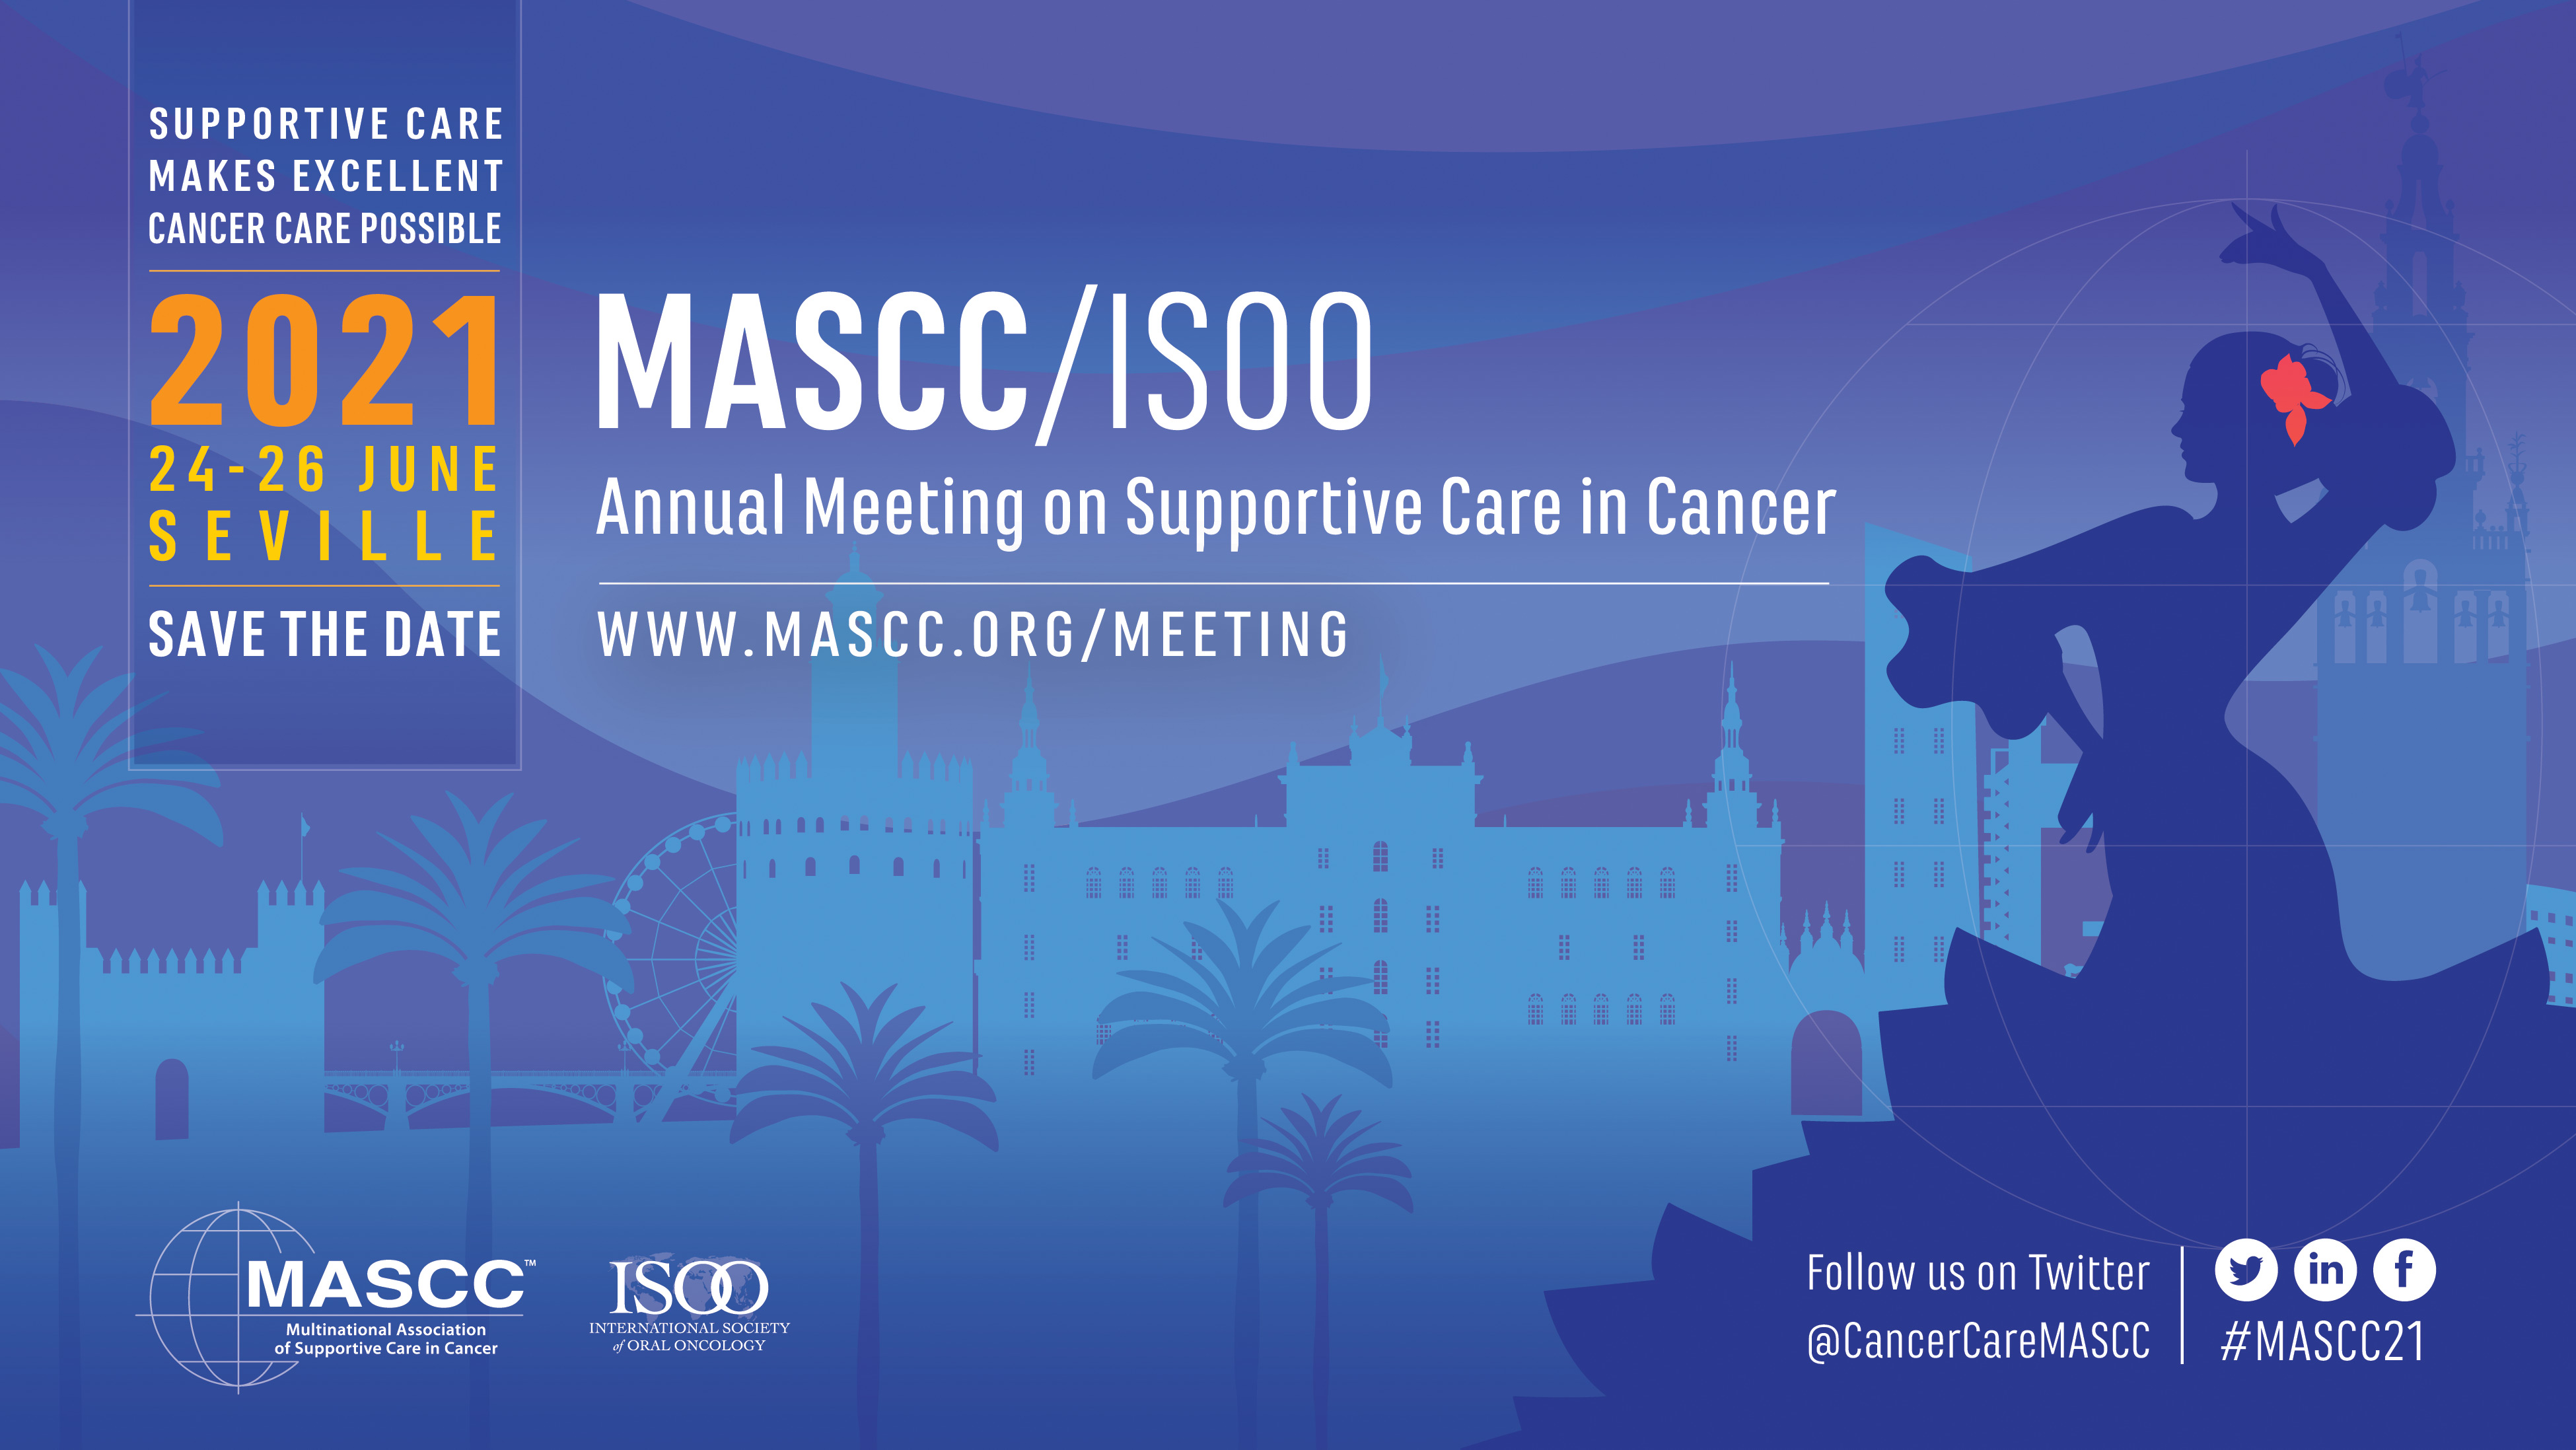 SUPPORTIVE CARE
MAKES EXCELLENT
CANCER CARE POSSIBLE
2021
24-26 JUNE
SEVILLE
SAVE THE DATE
MASCC/ISOO
Annual Meeting on Supportive Care in Cancer
WWW.MASCC.ORG/MEETING
MASCC™
Multinational Association
of Supportive Care in Cancer
ISOO
INTERNATIONAL SOCIETY
of ORAL ONCOLOGY
Follow us on Twitter
@CancerCareMASCC
in f
#MASCC21